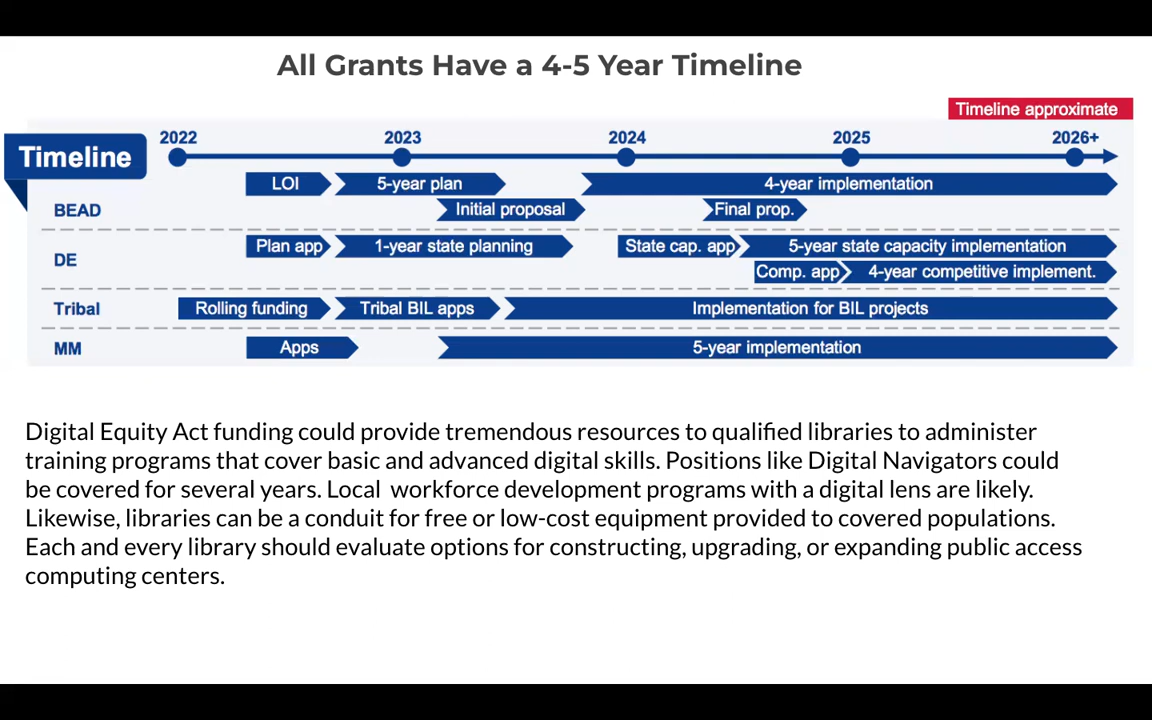 All Grants Have a 4-5 Year Timeline
Timeline approximate
2022 2023 2024 2025 2026+
Timeline
LOI 5-year plan 4-year implementation
BEAD
Initial proposal Final prop.
Plan app 1-year state planning State cap. app 5-year state capacity implementation
DE
Comp. app 4-year competitive implement.
Tribal Rolling funding Tribal BIL apps Implementation for BIL projects
MM Apps 5-year implementation
Digital Equity Act funding could provide tremendous resources to qualified libraries to administer
training programs that cover basic and advanced digital skills. Positions like Digital Navigators could
be covered for several years. Local workforce development programs with a digital lens are likely.
Likewise, libraries can be a conduit for free or low-cost equipment provided to covered populations.
Each and every library should evaluate options for constructing, upgrading, or expanding public access
computing centers.